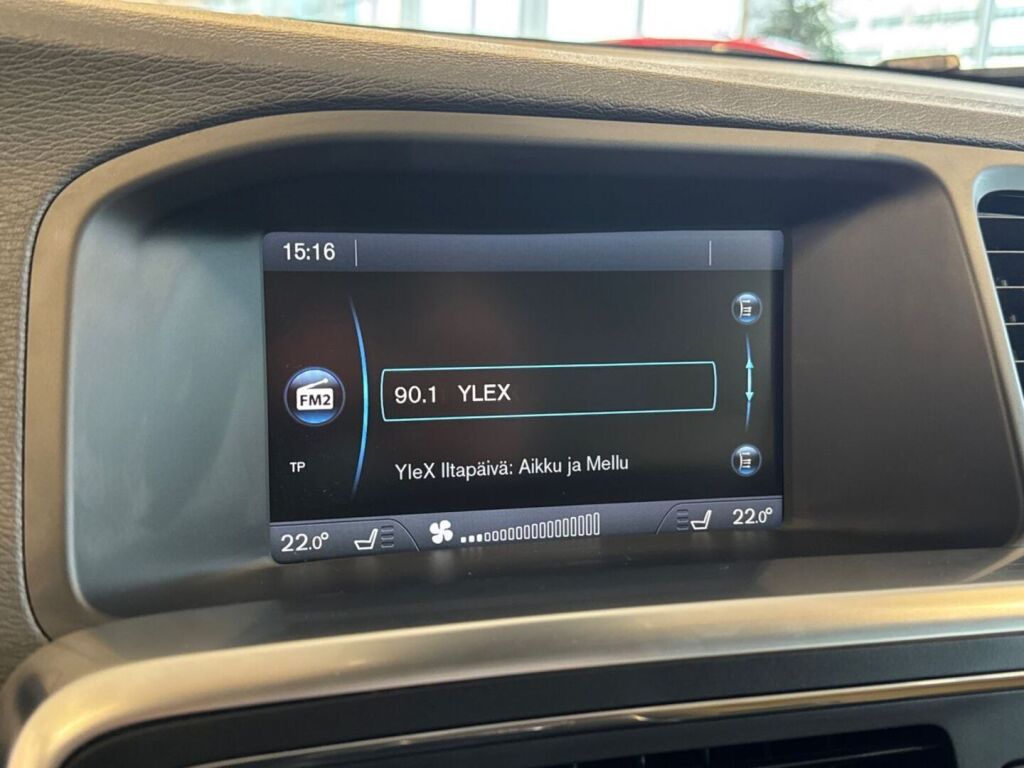 15:16
FM2
90.1 YLEX
TP
YleX Iltapäivä: Aikku ja Mellu
22.0°
22.0°